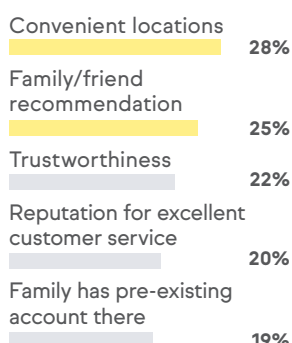 Convenient locations
28%
Family/friend
recommendation
25%
Trustworthiness
22%
Reputation for excellent
customer service
20%
Family has pre-existing
account there
19%